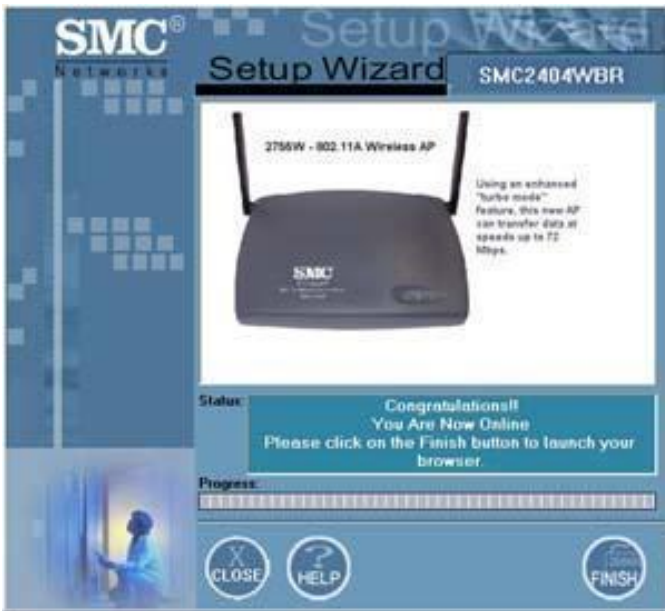 SMC®
Networks
Setup Wizard
Setup Wizard
SMC2404WBR
2755W - 802.11A Wireless AP
Using an enhanced
"turbo mode"
feature, this new AP
can transfer data at
speeds up to 72
Mbps.
SMC
Status:
Congratulations!!
You Are Now Online
Please click on the Finish button to launch your
browser.
Progress:
CLOSE
HELP
FINISH